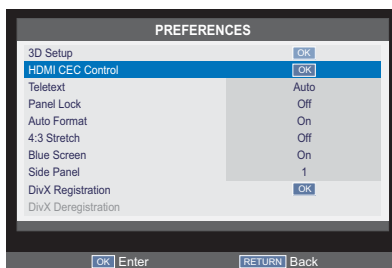 PREFERENCES
3D Setup OK
HDMI CEC Control OK
Teletext Auto
Panel Lock Off
Auto Format On
4:3 Stretch Off
Blue Screen On
Side Panel 1
DivX Registration OK
DivX Deregistration
OK Enter RETURN Back